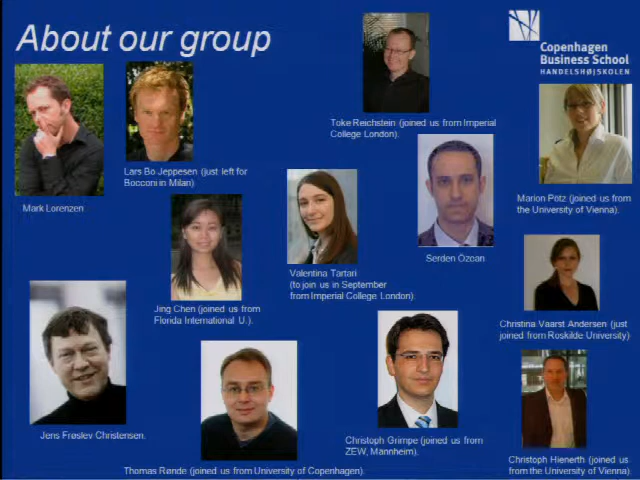 About our group
Copenhagen
Business School
HANDELSHØJSKOLEN
Toke Reichstein (joined us from Imperial
College London).
Lars Bo Jeppesen (just left for
Bocconi in Milan)
Mark Lorenzen
Marion Pötz (joined us from
the University of Vienna).
Serden Özcan
Valentina Tartari
(to join us in September
from Imperial College London)
Jing Chen (joined us from
Florida International U.).
Christina Vaarst Andersen (just
joined from Roskilde University)
Jens Frøslev Christensen.
Christoph Grimpe (joined us from
ZEW, Mannheim).
Christoph Hienerth (joined us
from the University of Vienna).
Thomas Rønde (joined us from University of Copenhagen).